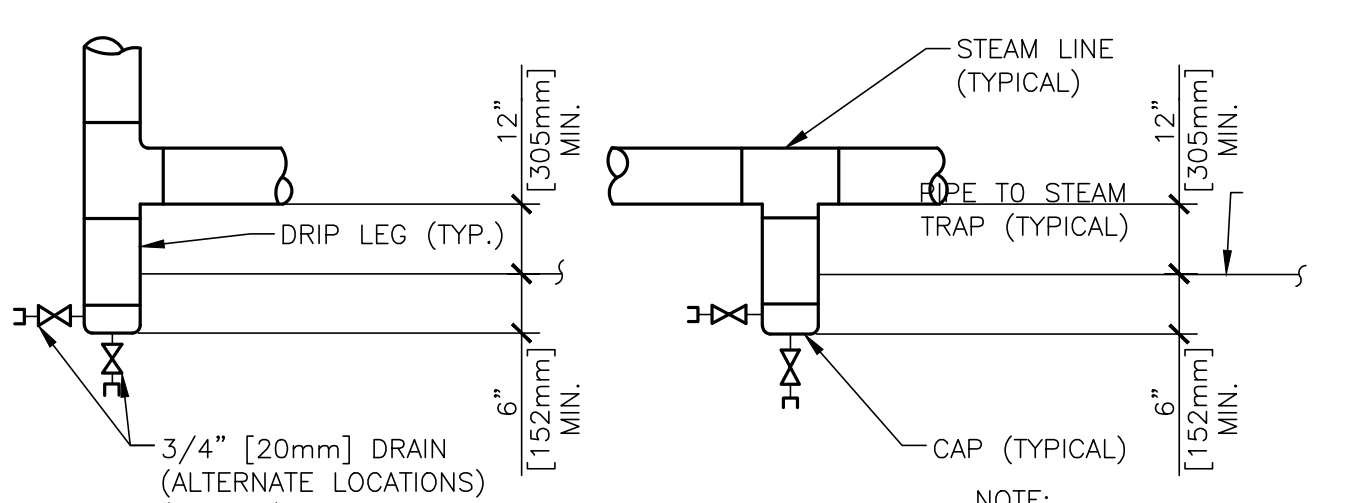 12"
[305mm]
MIN.
DRIP LEG (TYP.)
6"
[152mm]
MIN.
3/4" [20mm] DRAIN
(ALTERNATE LOCATIONS)
STEAM LINE
(TYPICAL)
12"
[305mm]
MIN.
PIPE TO STEAM
TRAP (TYPICAL)
6"
[152mm]
MIN.
CAP (TYPICAL)
NOTE: